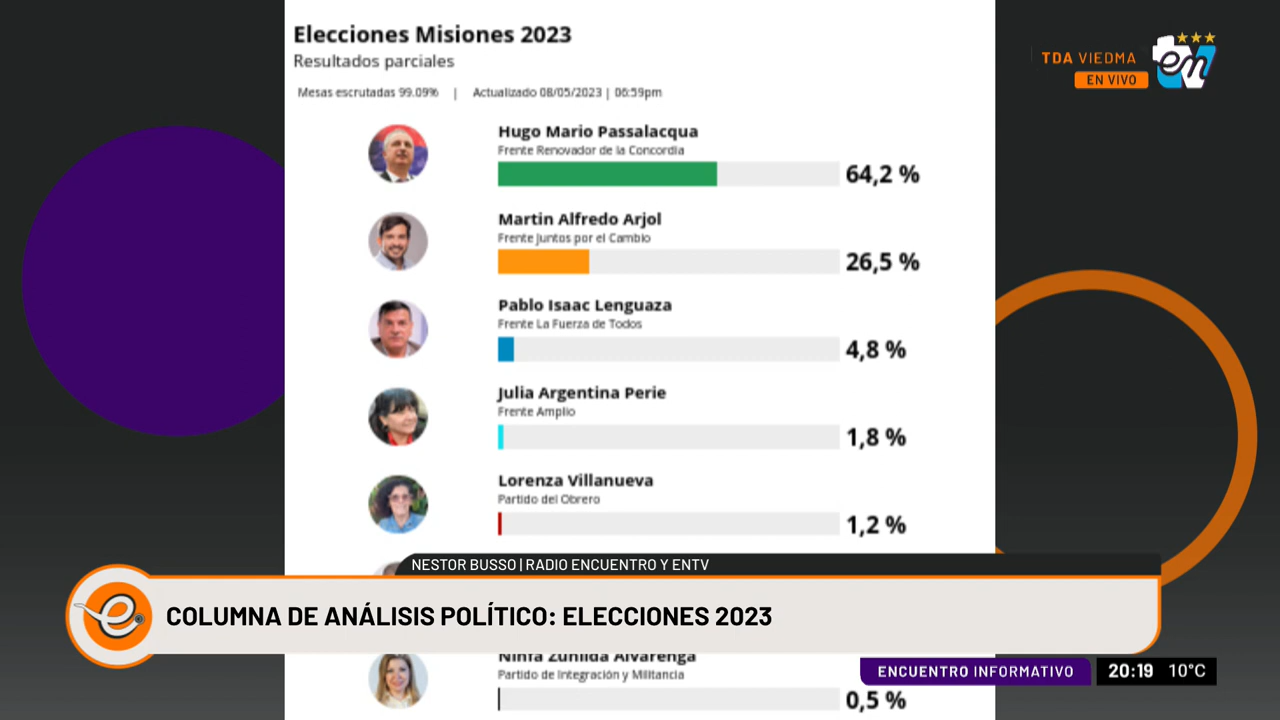 Elecciones Misiones 2023
Resultados parciales
Mesas escrutadas 99.09% | Actualizado 08/05/2023 | 06:59pm
TDA VIEDMA
EN VIVO
en
Hugo Mario Passalacqua
Frente Renovador de la Concordia
64,2 %
Martin Alfredo Arjol
Frente Juntos por el Cambio
26,5 %
Pablo Isaac Lenguaza
Frente La Fuerza de Todos
4,8 %
Julia Argentina Perie
Frente Amplio
1,8 %
Lorenza Villanueva
Partido del Obrero
1,2 %
NESTOR BUSSO | RADIO ENCUENTRO Y ENTV
e
COLUMNA DE ANÁLISIS POLÍTICO: ELECCIONES 2023
Ninfa Zunilda Alvarenga
Partido de Integración y Militancia
0,5 %
ENCUENTRO INFORMATIVO
20:19 10°C